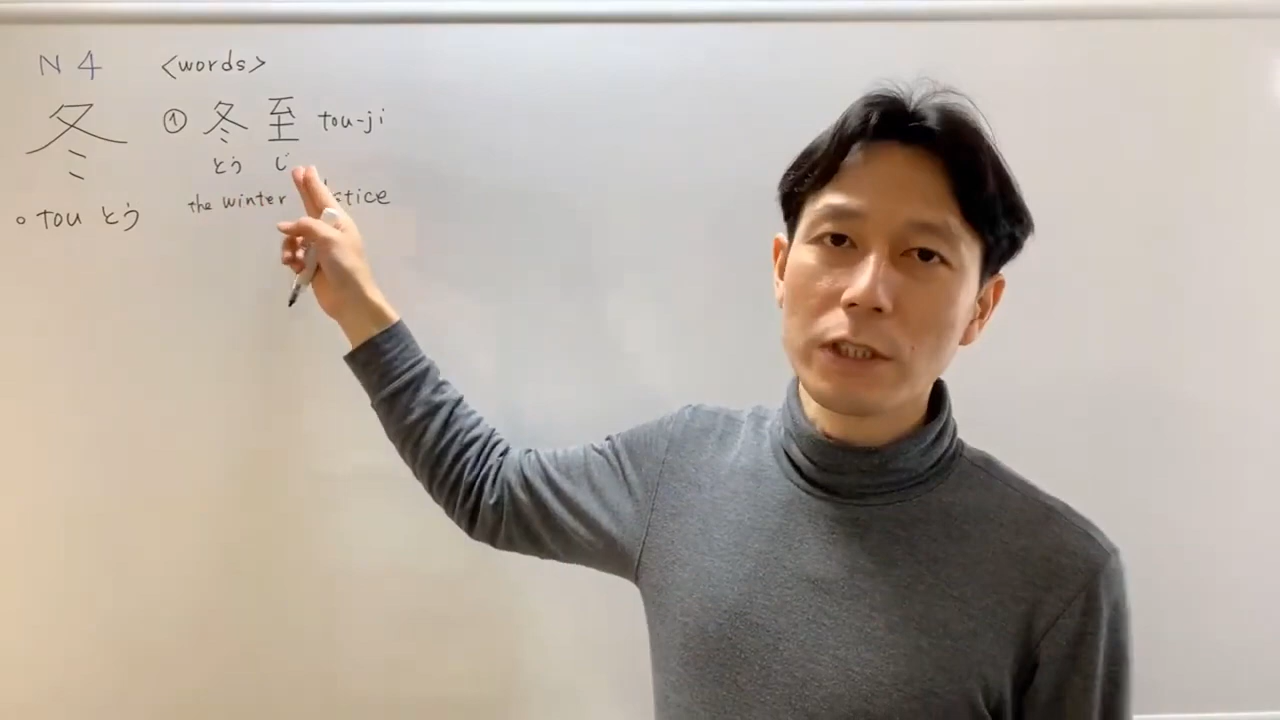 N4 <words>
冬 ① 冬至 tou-ji
とう じ
the winter
• tou とう